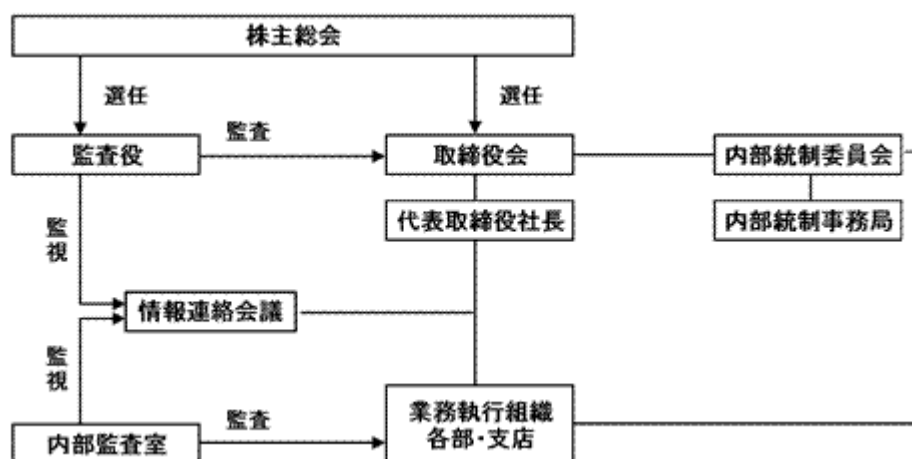 株主総会
選任
選任
監査
監査役
取締役会
内部統制委員会
代表取締役社長
内部統制事務局
監視
情報連絡会議
監視
業務執行組織
各部・支店
監査
内部監査室